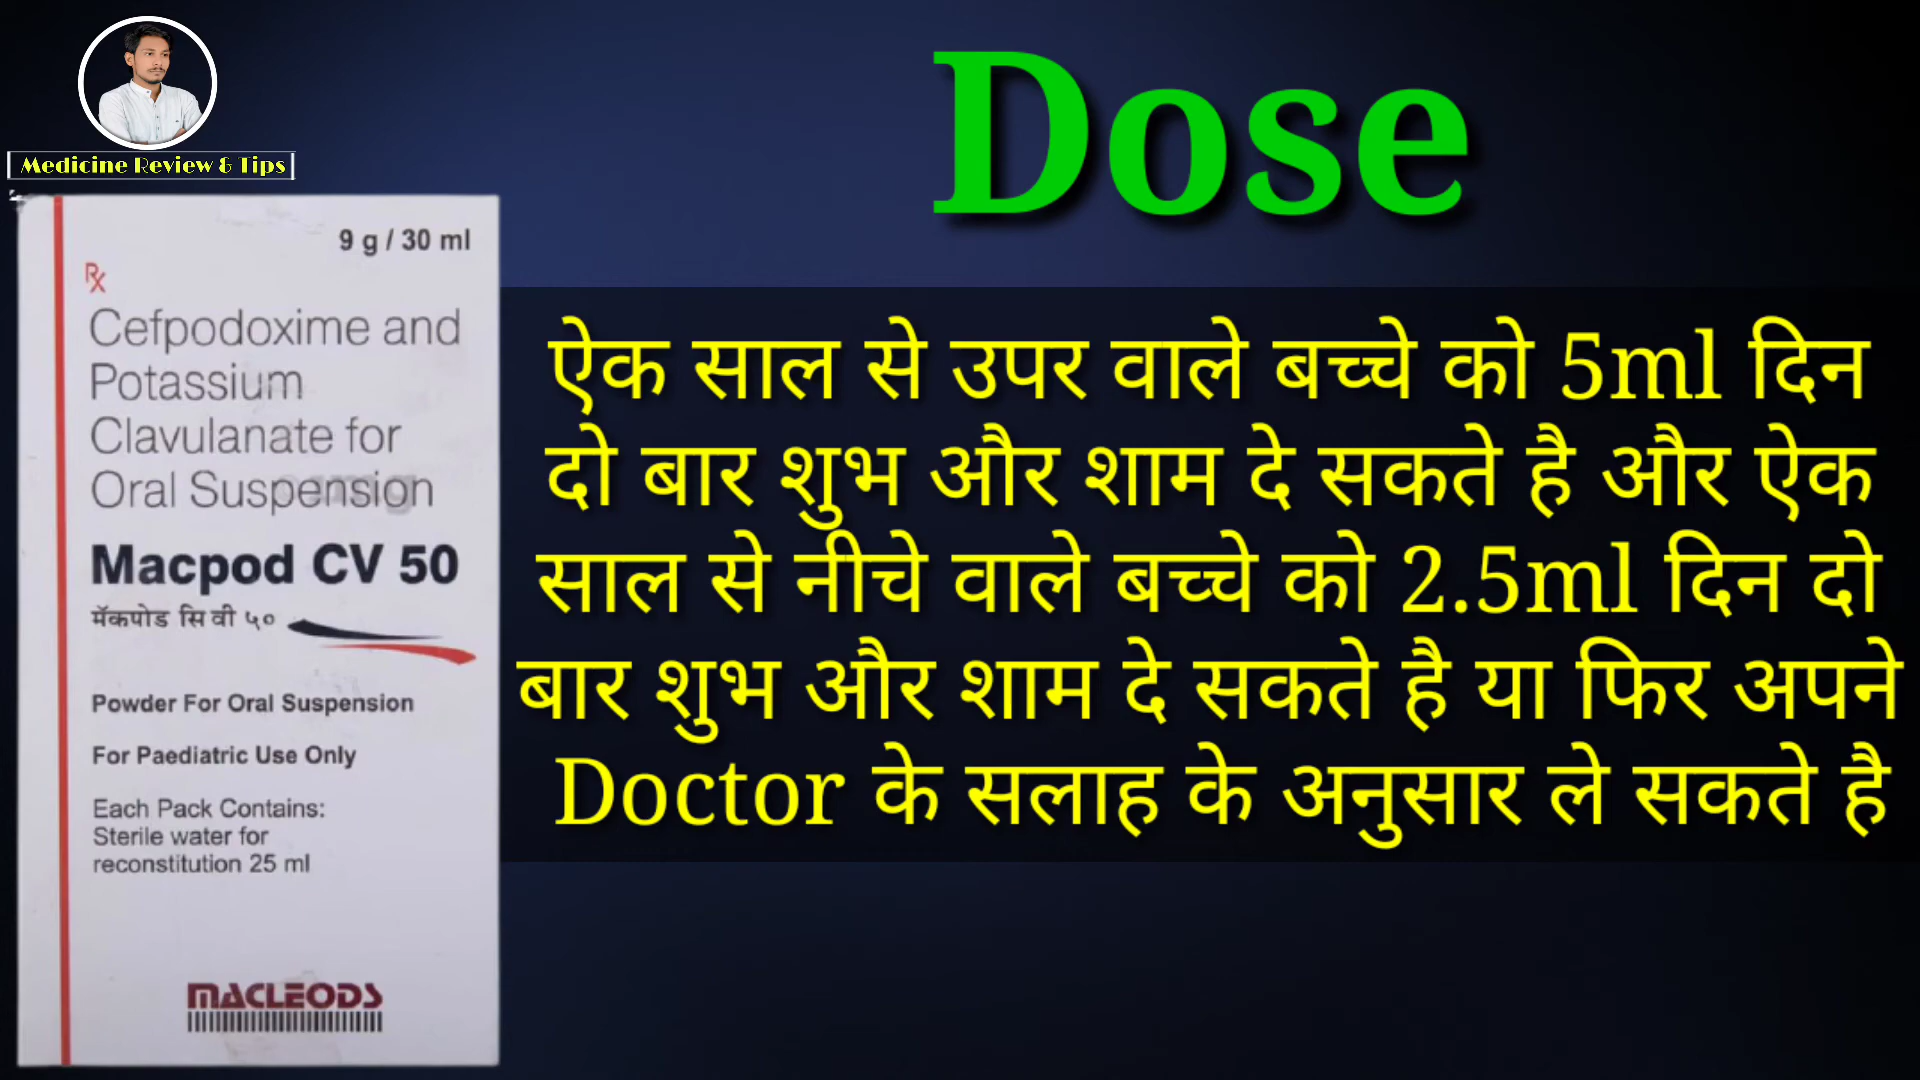 Medicine Review & Tips
Dose
9 g / 30 ml
Rx
Cefpodoxime and
Potassium
Clavulanate for
Oral Suspension
Macpod CV 50
मॅकपोड सि वी ५०
Powder For Oral Suspension
For Paediatric Use Only
Each Pack Contains:
Sterile water for
reconstitution 25 ml
MACLEODS
ऐक साल से उपर वाले बच्चे को 5ml दिन
दो बार शुभ और शाम दे सकते है और ऐक
साल से नीचे वाले बच्चे को 2.5ml दिन दो
बार शुभ और शाम दे सकते है या फिर अपने
Doctor के सलाह के अनुसार ले सकते है